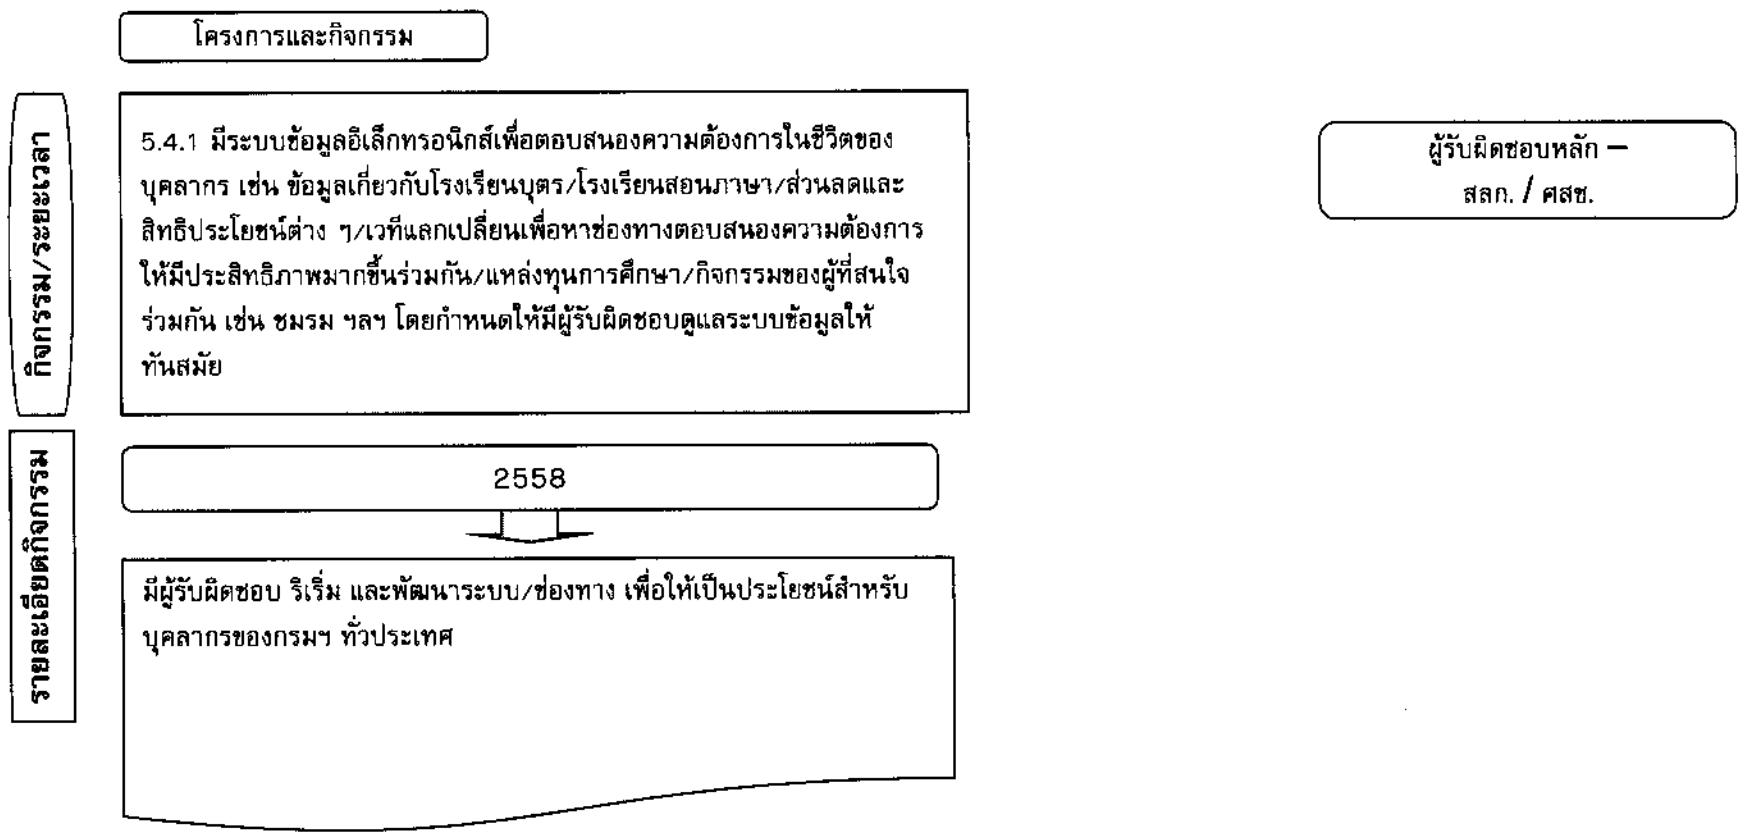 โครงการและกิจกรรม
กิจกรรม/ระยะเวลา
5.4.1 มีระบบข้อมูลอิเล็กทรอนิกส์เพื่อตอบสนองความต้องการในชีวิตของ
บุคลากร เช่น ข้อมูลเกี่ยวกับโรงเรียนบุตร/โรงเรียนสอนภาษา/ส่วนลดและ
สิทธิประโยชน์ต่าง ๆ/เวทีแลกเปลี่ยนเพื่อหาช่องทางตอบสนองความต้องการ
ให้มีประสิทธิภาพมากขึ้นร่วมกัน/แหล่งทุนการศึกษา/กิจกรรมของผู้ที่สนใจ
ร่วมกัน เช่น ชมรม ฯลฯ โดยกำหนดให้มีผู้รับผิดชอบดูแลระบบข้อมูลให้
ทันสมัย
ผู้รับผิดชอบหลัก –
สลก. / ศสช.
รายละเอียดกิจกรรม
2558
มีผู้รับผิดชอบ ริเริ่ม และพัฒนาระบบ/ช่องทาง เพื่อให้เป็นประโยชน์สำหรับ
บุคลากรของกรมฯ ทั่วประเทศ